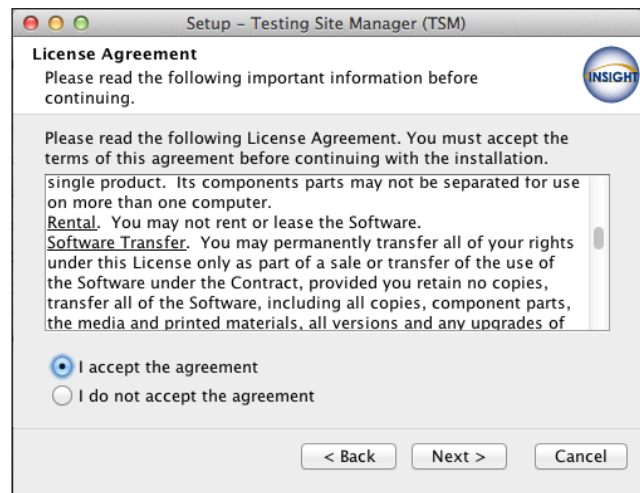 Setup – Testing Site Manager (TSM)
License Agreement
Please read the following important information before
continuing.
INSIGHT
Please read the following License Agreement. You must accept the
terms of this agreement before continuing with the installation.
single product.  Its components parts may not be separated for use
on more than one computer.
Rental.  You may not rent or lease the Software.
Software Transfer.  You may permanently transfer all of your rights
under this License only as part of a sale or transfer of the use of
the Software under the Contract, provided you retain no copies,
transfer all of the Software, including all copies, component parts,
the media and printed materials, all versions and any upgrades of
I accept the agreement
I do not accept the agreement
< Back
Next >
Cancel